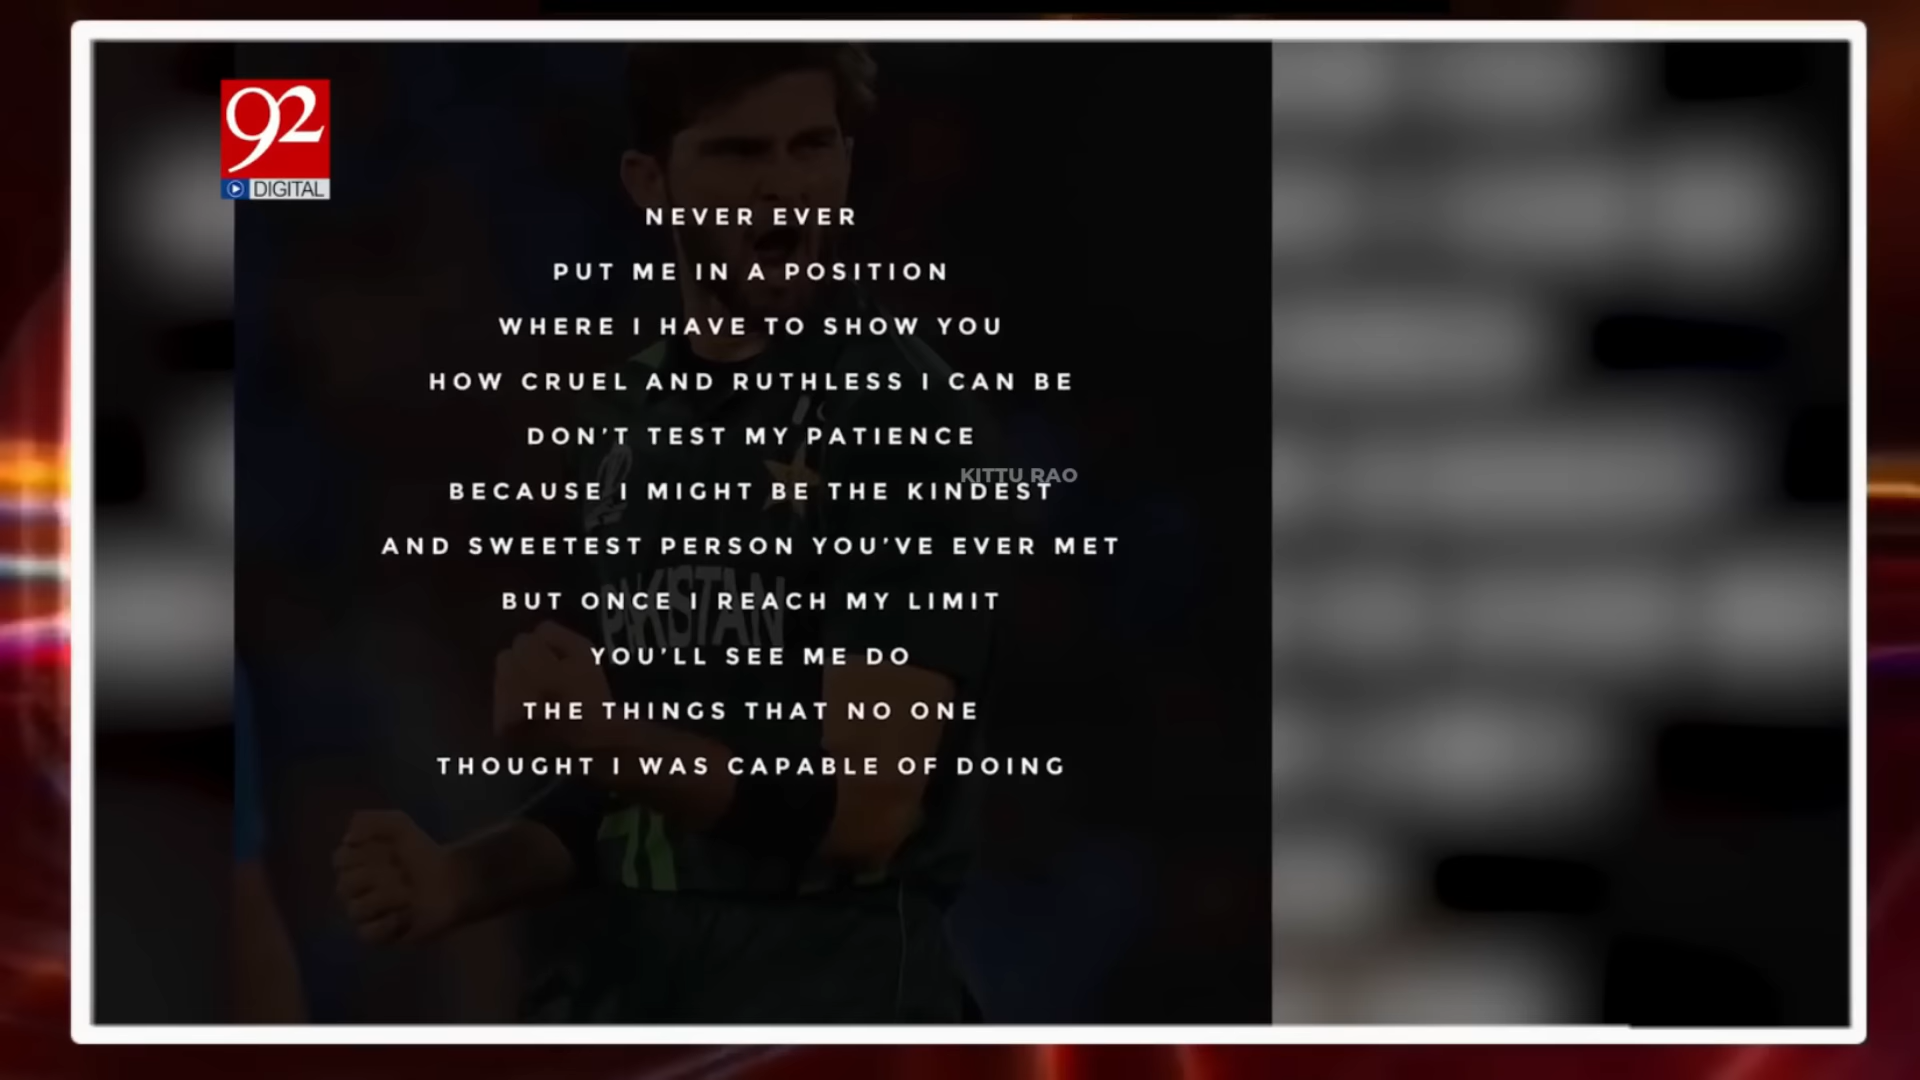 92
DIGITAL
NEVER EVER
PUT ME IN A POSITION
WHERE I HAVE TO SHOW YOU
HOW CRUEL AND RUTHLESS I CAN BE
DON'T TEST MY PATIENCE
KITTU RAO
BECAUSE I MIGHT BE THE KINDEST
AND SWEETEST PERSON YOU'VE EVER MET
BUT ONCE I REACH MY LIMIT
PAKISTAN
YOU'LL SEE ME DO
THE THINGS THAT NO ONE
THOUGHT I WAS CAPABLE OF DOING